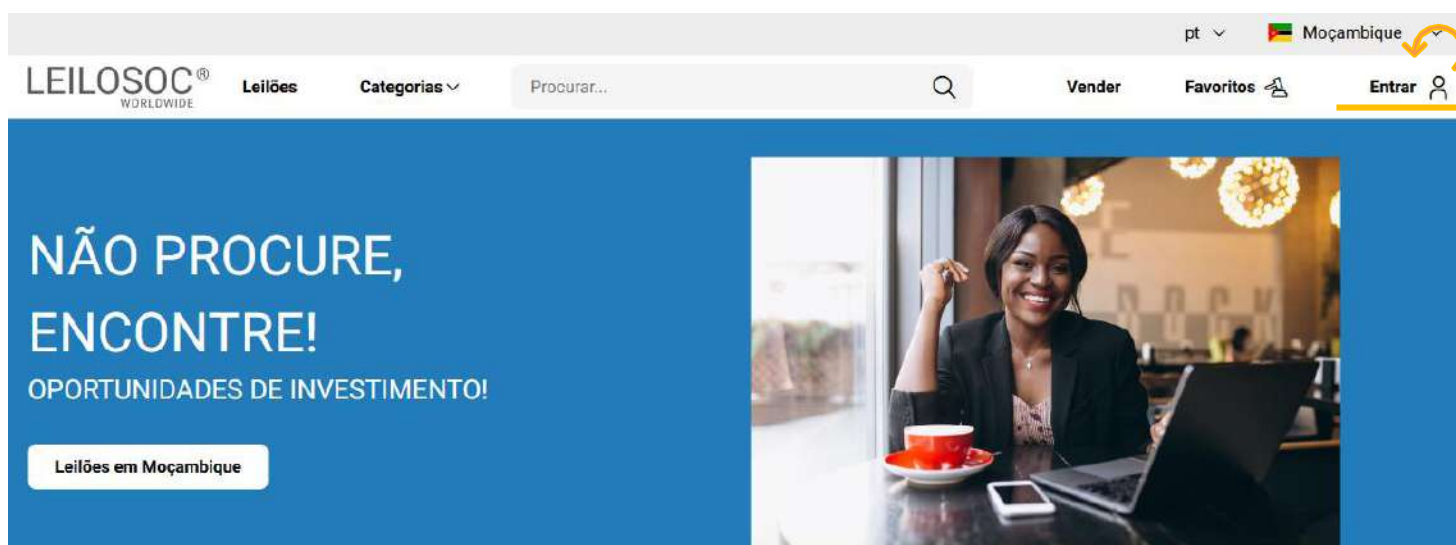 pt Moçambique
LEILOSOC® Leilões Categorias Procurar... Vender Favoritos Entrar
WORLDWIDE
NÃO PROCURE,
ENCONTRE!
OPORTUNIDADES DE INVESTIMENTO!
Leilões em Moçambique